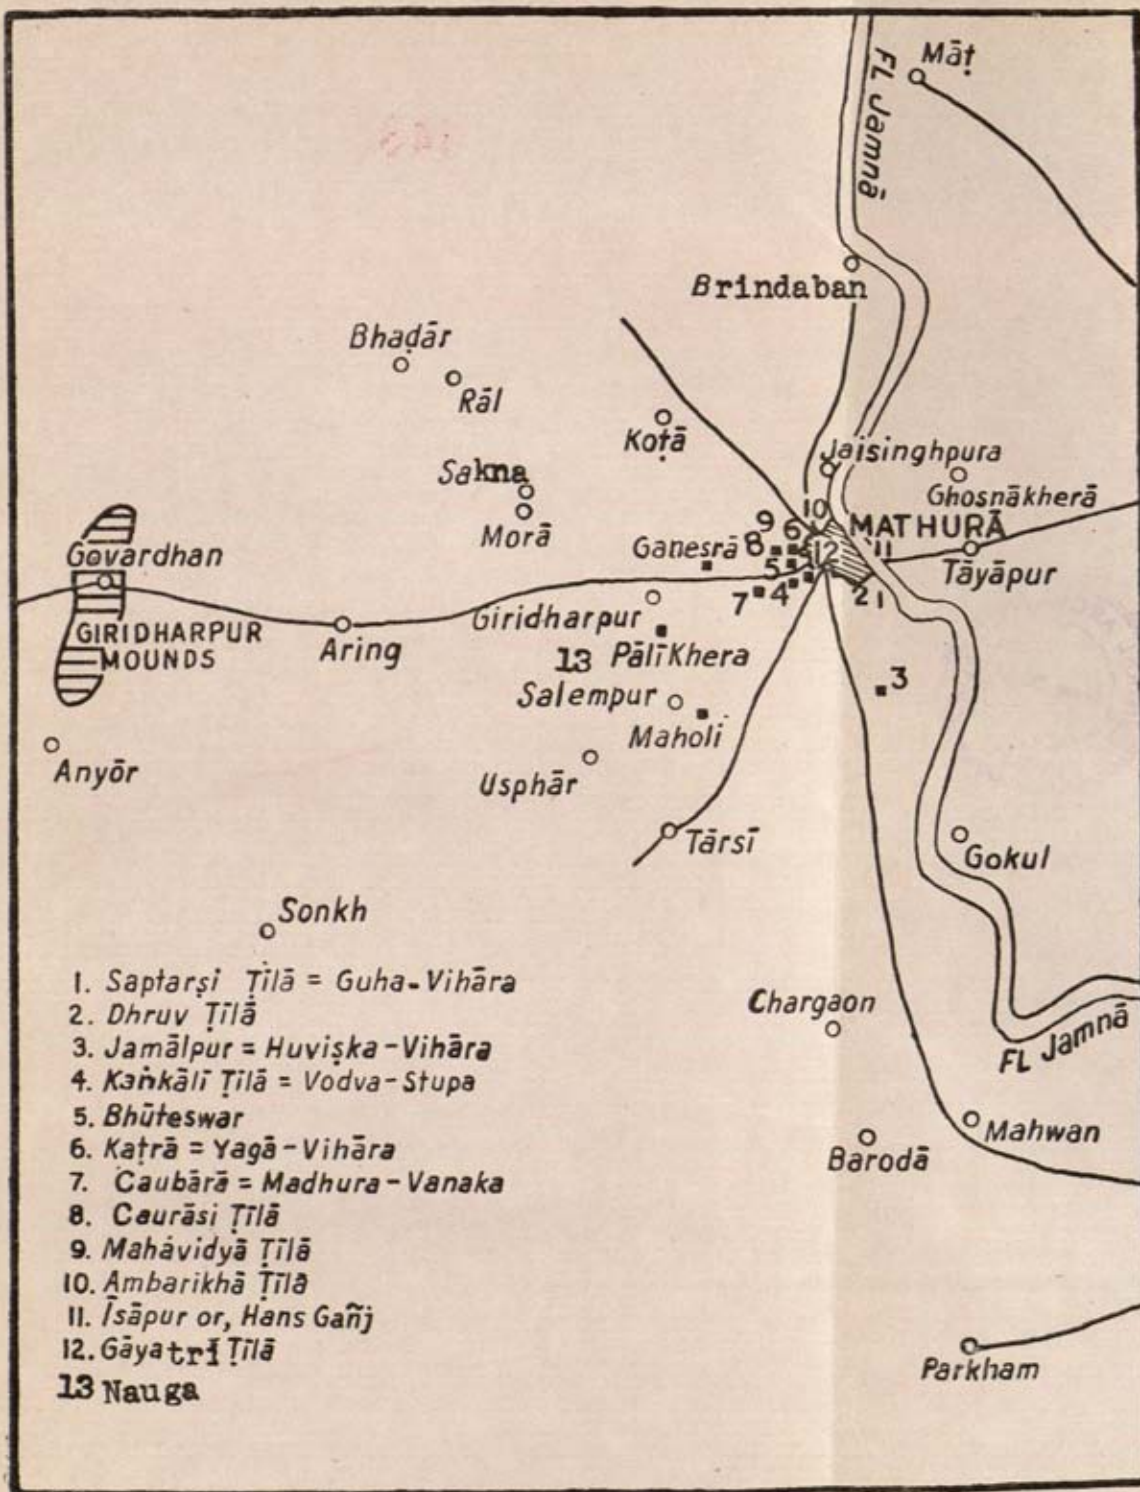 FL Jamnā
Māṭ
Brindaban
Bhaḍār
Rāl
Koṭā
Jaisinghpura
Sakna
Ghosnākherā
Morā
10
9
6
MATHURĀ
Govardhan
Ganesrā
8
12
11
5
Tāyāpur
GIRIDHARPUR
MOUNDS
Aring
Giridharpur
7
4
2
1
13
Pālī Khera
3
Salempur
Maholi
Anyōr
Usphār
Tārsī
Gokul
Sonkh
1. Saptarṣi Ṭīlā = Guha-Vihāra
2. Dhruv Ṭīlā
3. Jamālpur = Huviṣka-Vihāra
4. Kaṅkālī Ṭīlā = Vodva-Stupa
5. Bhūteswar
6. Kaṭrā = Yagā-Vihāra
7. Caubārā = Madhura-Vanaka
8. Caurāsi Ṭīlā
9. Mahāvidyā Ṭīlā
10. Ambarikhā Ṭīlā
11. Īsāpur or, Hans Gañj
12. Gāyatrī Ṭīlā
13 Nauga
Chargaon
FL Jamnā
Mahwan
Barodā
Parkham